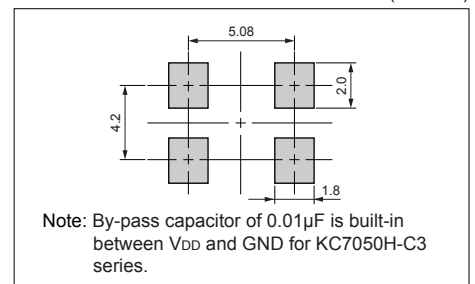 5.08
2.0
4.2
1.8
Note: By-pass capacitor of 0.01µF is built-in
between VDD and GND for KC7050H-C3
series.